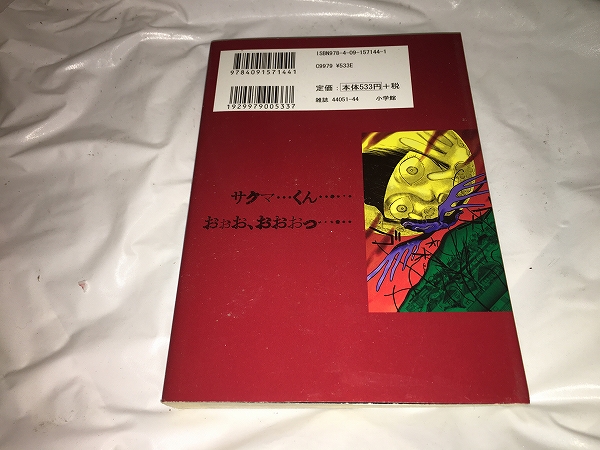 ISBN978-4-09-157144-1
C9979 ¥533E
定価：本体533円+税
雑誌 44051-44 小学館
9784091571441
1929979005337
サクマ…くん……
おぉお、おおおっ……